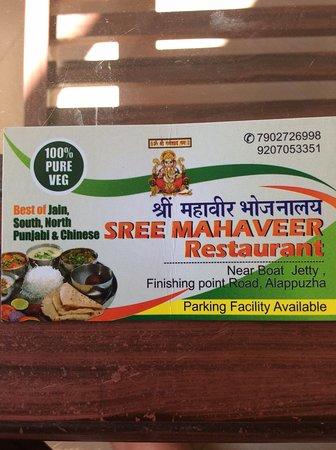 100%
PURE
VEG
7902726998
9207053351
Best of Jain,
South, North
Punjabi & Chinese
श्रीं महावीर भोजनालय
SREE MAHAVEER
Restaurant
Near Boat Jetty ,
Finishing point Road, Alappuzha
Parking Facility Available